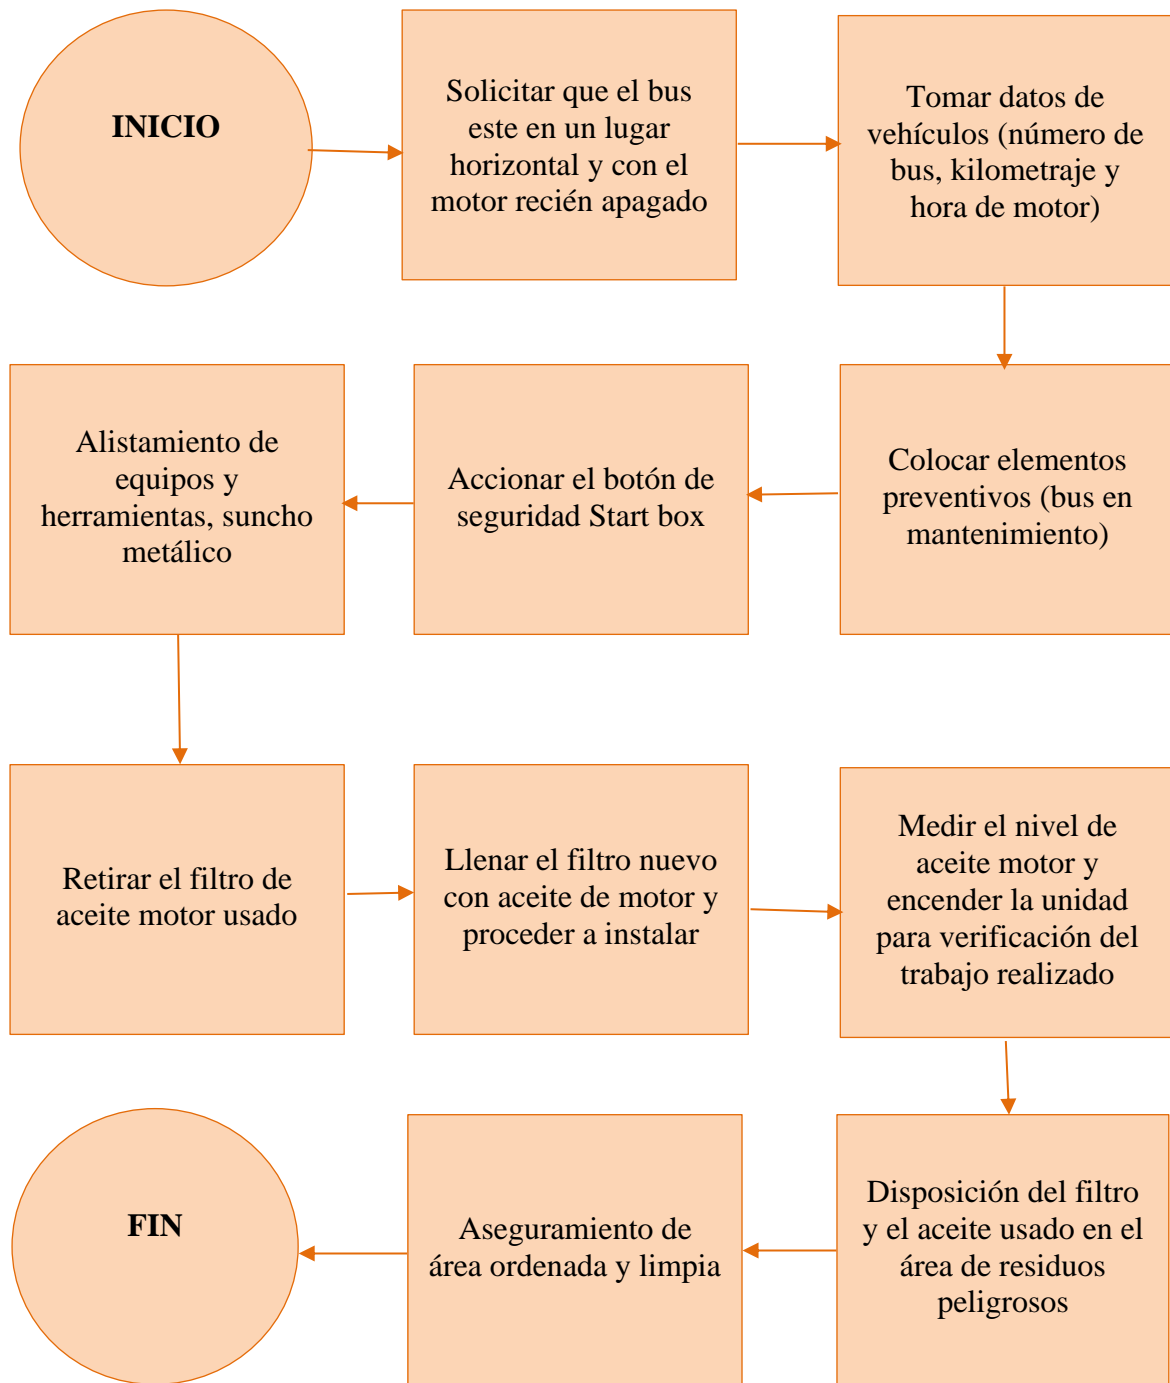 INICIO
Solicitar que el bus
este en un lugar
horizontal y con el
motor recién apagado
Tomar datos de
vehículos (número de
bus, kilometraje y
hora de motor)
Colocar elementos
preventivos (bus en
mantenimiento)
Accionar el botón de
seguridad Start box
Alistamiento de
equipos y
herramientas, suncho
metálico
Retirar el filtro de
aceite motor usado
Llenar el filtro nuevo
con aceite de motor y
proceder a instalar
Medir el nivel de
aceite motor y
encender la unidad
para verificación del
trabajo realizado
Disposición del filtro
y el aceite usado en el
área de residuos
peligrosos
Aseguramiento de
área ordenada y limpia
FIN